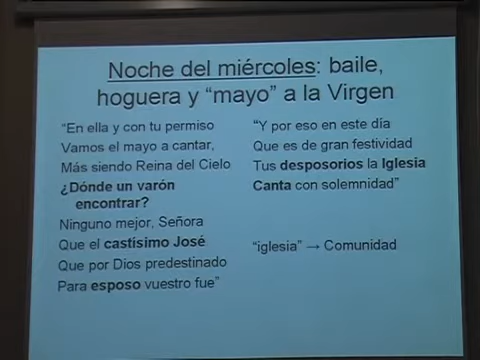 Noche del miércoles: baile,
hoguera y “mayo” a la Virgen
“En ella y con tu permiso
Vamos el mayo a cantar,
Más siendo Reina del Cielo
¿Dónde un varón
encontrar?
Ninguno mejor, Señora
Que el castísimo José
Que por Dios predestinado
Para esposo vuestro fue”
“Y por eso en este día
Que es de gran festividad
Tus desposorios la Iglesia
Canta con solemnidad”
“iglesia” → Comunidad